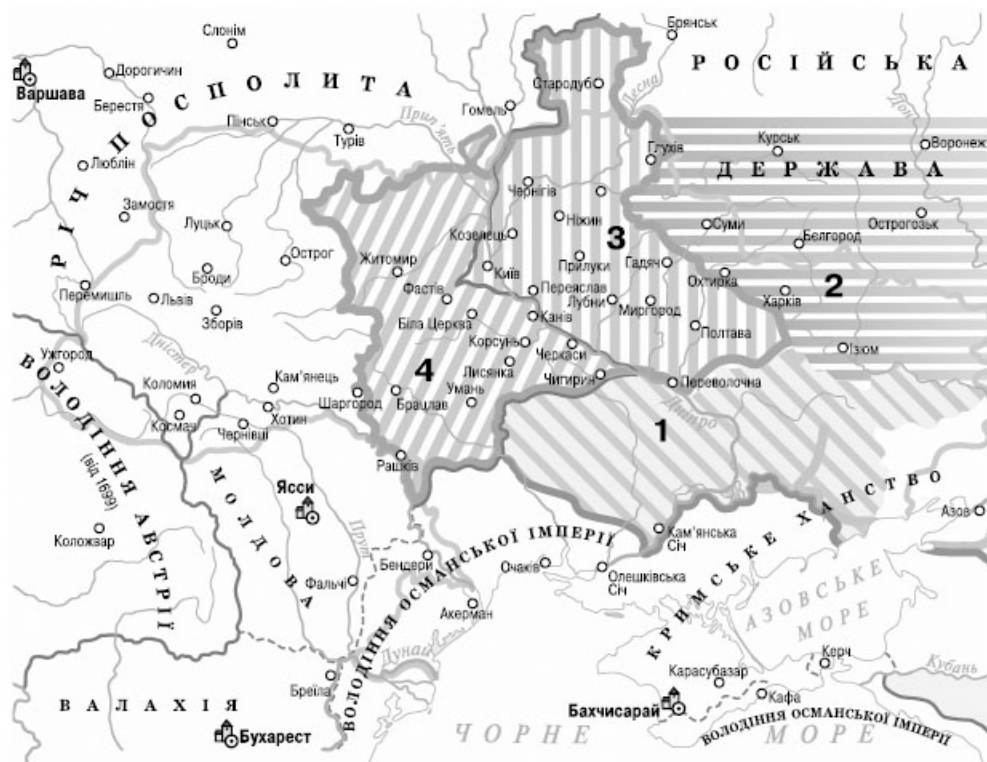 Слонім
Брянськ
Дорогичин
Варшава
РОСІЙСЬКА
Стародуб
Десна
Дон
Берестя
РІЧ ПОСПОЛИТА
Гомель
Прип'ять
Пінськ
Турів
Курськ
Воронеж
Глухів
Люблін
ДЕРЖАВА
Чернігів
Замостя
Луцьк
Ніжин
Острогозьк
Козелець
3
Суми
Бєлгород
Острог
Житомир
Київ
Прилуки
Гадяч
Броди
Охтирка
2
Перемишль
Львів
Фастів
Переяслав
Лубни
Миргород
Харків
Зборів
Біла Церква
Канів
Полтава
Дністер
Корсунь
Черкаси
Ізюм
Ужгород
4
Лисянка
Коломия
Кам'янець
Шаргород
Умань
Чигирин
Переволочна
Брацлав
Дніпро
Космач
Хотин
Чернівці
1
ВОЛОДІННЯ АВСТРІЇ
(від 1699)
Рашків
МОЛДОВА
Ясси
КРИМСЬКЕ ХАНСТВО
Азов
Коложвар
Прут
Кам'янська
Січ
ВОЛОДІННЯ ОСМАНСЬКОЇ ІМПЕРІЇ
Бендери
Очаків
Олешківська
Січ
Фальчі
Акерман
АЗОВСЬКЕ
МОРЕ
Дунай
Керч
Кубань
Бреїла
Карасубазар
ВАЛАХІЯ
Бахчисарай
Кафа
Бухарест
ЧОРНЕ МОРЕ
ВОЛОДІННЯ ОСМАНСЬКОЇ ІМПЕРІЇ